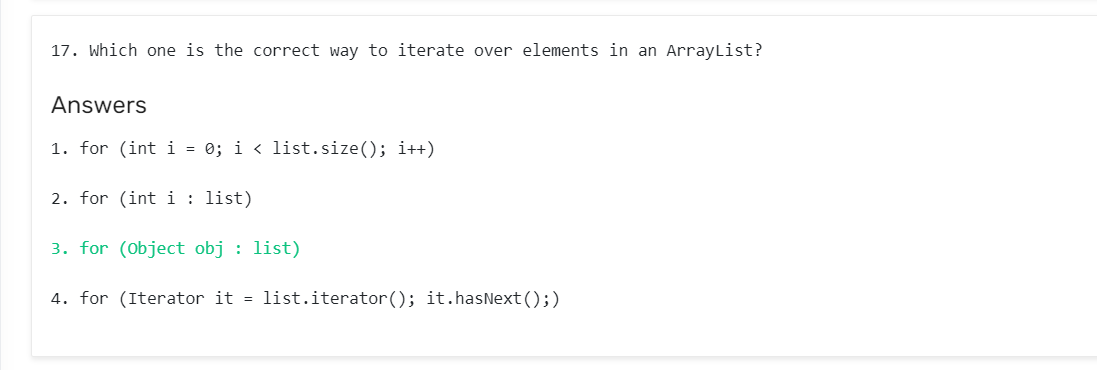 17. Which one is the correct way to iterate over elements in an ArrayList?
Answers
1. for (int i = 0; i < list.size(); i++)
2. for (int i : list)
3. for (Object obj : list)
4. for (Iterator it = list.iterator(); it.hasNext();)